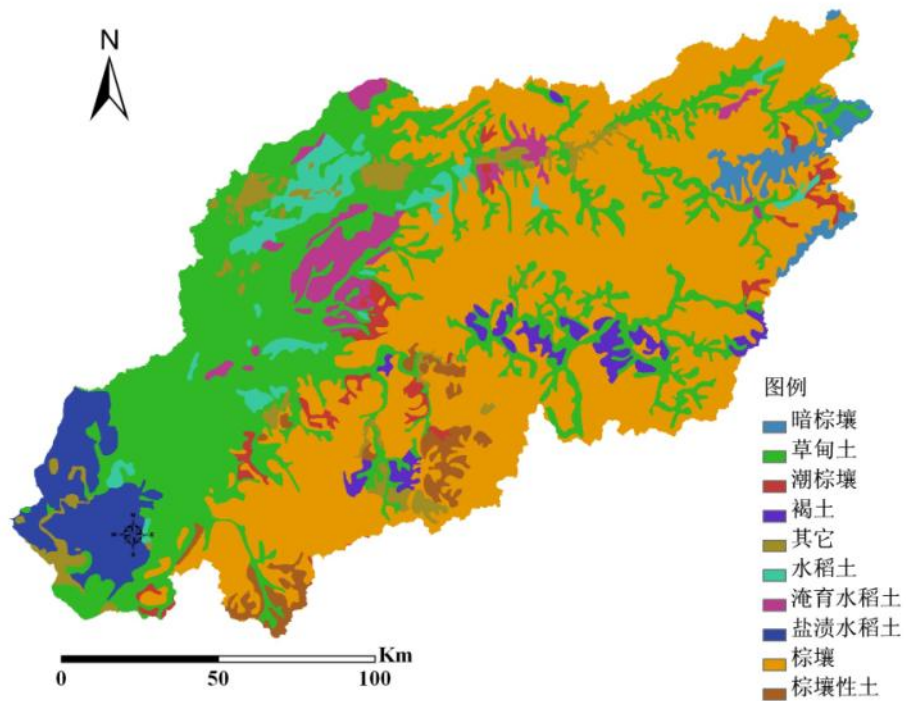 N
图例
暗棕壤
草甸土
潮棕壤
褐土
其它
水稻土
淹育水稻土
盐渍水稻土
棕壤
棕壤性土
Km
0 50 100